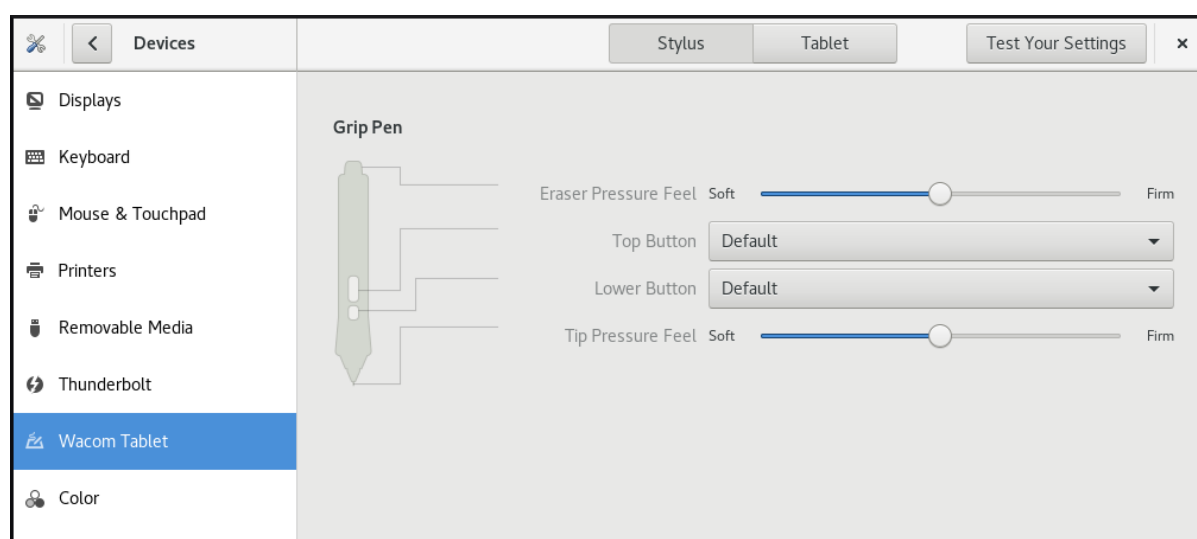 Devices
Stylus
Tablet
Test Your Settings
Displays
Keyboard
Mouse & Touchpad
Printers
Removable Media
Thunderbolt
Wacom Tablet
Color
Grip Pen
Eraser Pressure Feel Soft Firm
Top Button Default
Lower Button Default
Tip Pressure Feel Soft Firm